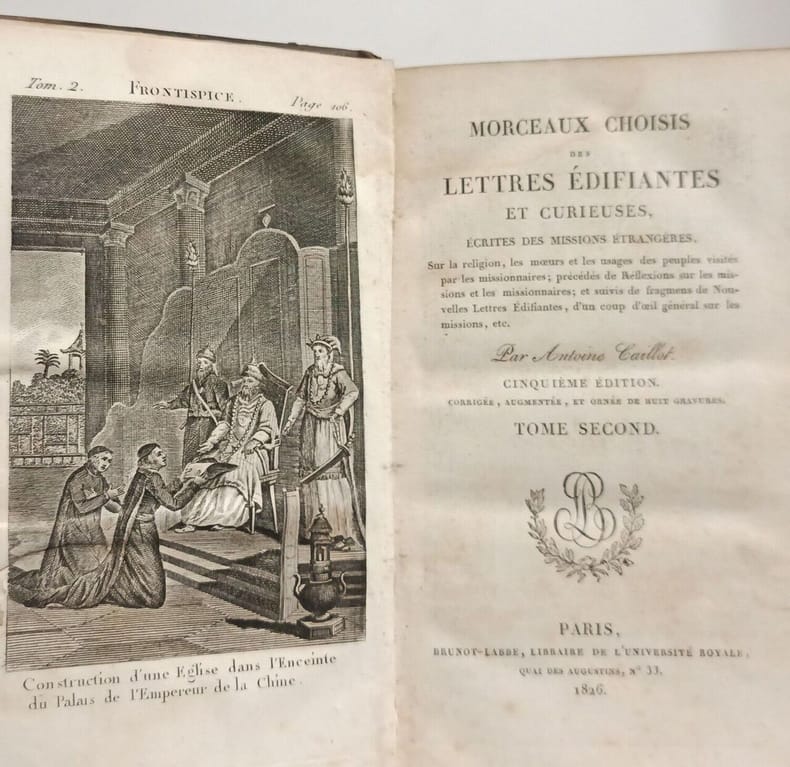 Tom. 2. FRONTISPICE. Page 106.
Construction d'une Eglise dans l'Enceinte
du Palais de l'Empereur de la Chine.
MORCEAUX CHOISIS
DES
LETTRES ÉDIFIANTES
ET CURIEUSES,
ÉCRITES DES MISSIONS ÉTRANGÈRES,
Sur la religion, les mœurs et les usages des peuples visités
par les missionnaires; précédés de Réflexions sur les mis-
sions et les missionnaires; et suivis de fragmens de Nou-
velles Lettres Édifiantes, d'un coup d'œil général sur les
missions, etc.
Par Antoine Caillot.
CINQUIÈME ÉDITION.
CORRIGÉE, AUGMENTÉE, ET ORNÉE DE HUIT GRAVURES.
TOME SECOND.
BL
PARIS,
BRUNOT-LABBE, LIBRAIRE DE L'UNIVERSITÉ ROYALE,
QUAI DES AUGUSTINS, N° 33.
1826.